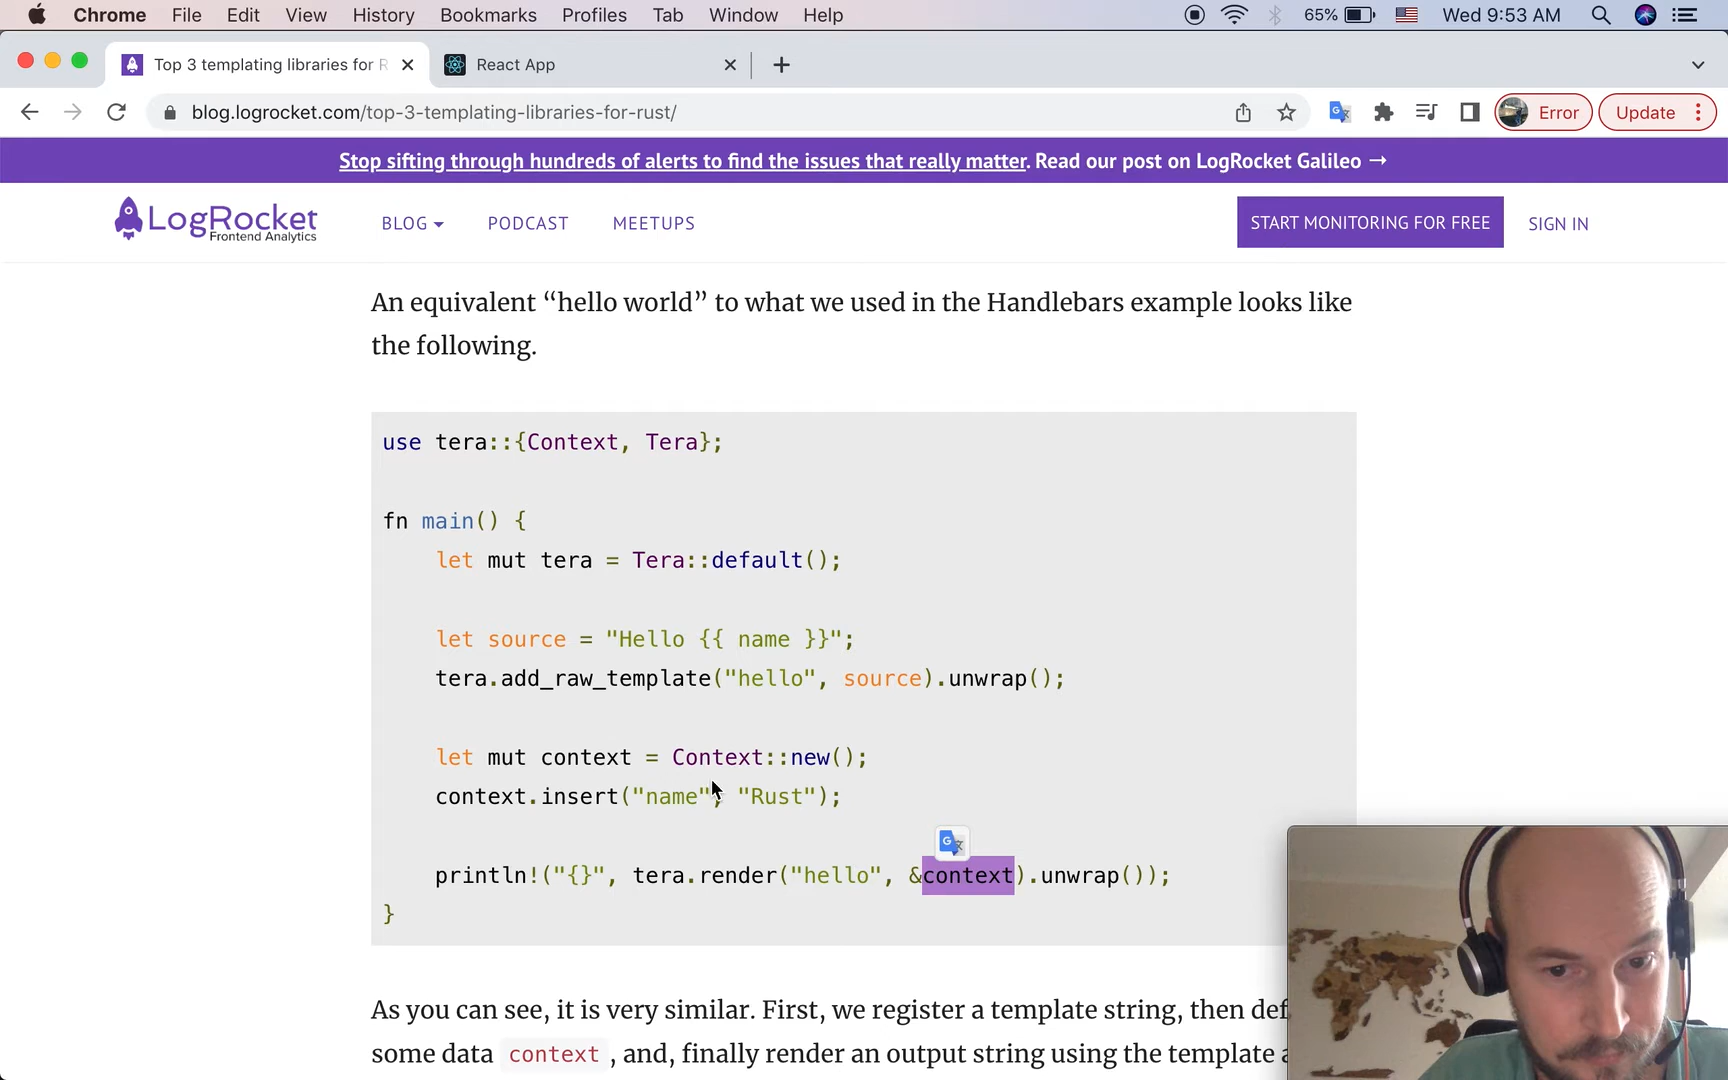 Chrome File Edit View History Bookmarks Profiles Tab Window Help 65% Wed 9:53 AM
Top 3 templating libraries for R React App
blog.logrocket.com/top-3-templating-libraries-for-rust/ Error Update
Stop sifting through hundreds of alerts to find the issues that really matter. Read our post on LogRocket Galileo →
LogRocket
Frontend Analytics
BLOG PODCAST MEETUPS START MONITORING FOR FREE SIGN IN
An equivalent “hello world” to what we used in the Handlebars example looks like
the following.
use tera::{Context, Tera};
fn main() {
let mut tera = Tera::default();
let source = "Hello {{ name }}";
tera.add_raw_template("hello", source).unwrap();
let mut context = Context::new();
context.insert("name", "Rust");
println!("{}", tera.render("hello", &context).unwrap());
}
As you can see, it is very similar. First, we register a template string, then def
some data context , and, finally render an output string using the template a